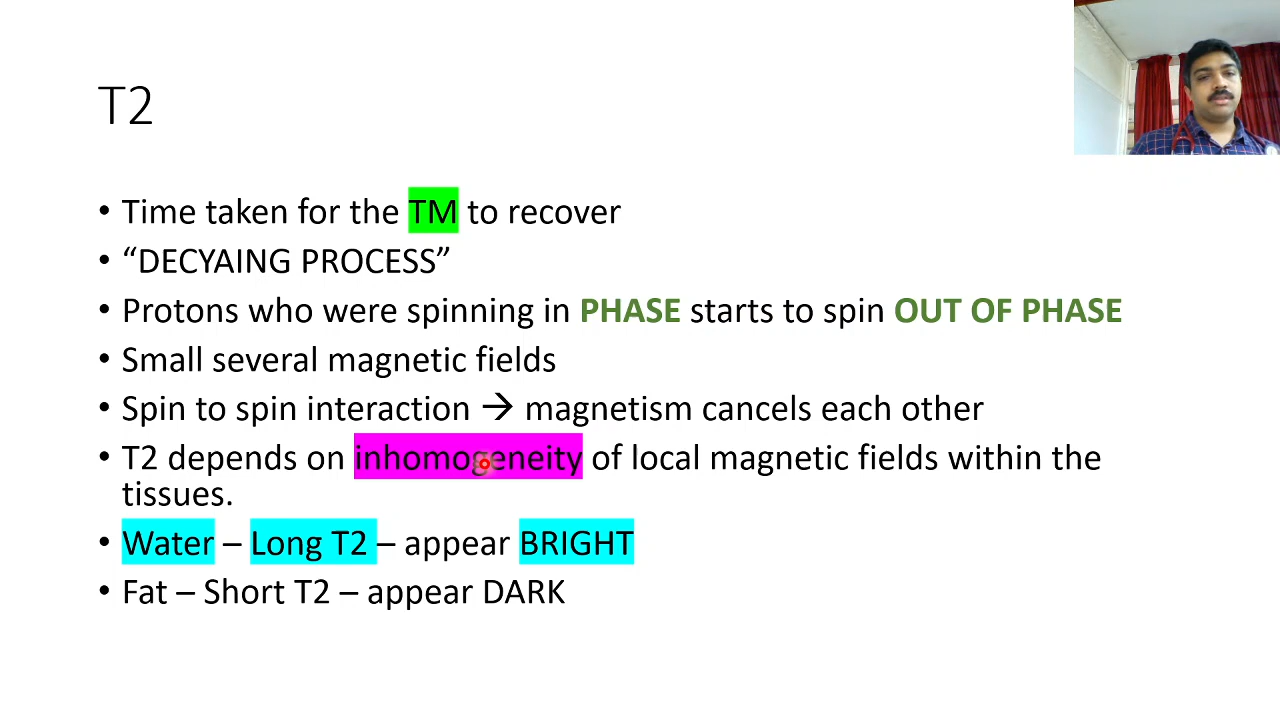 T2
• Time taken for the TM to recover
• “DECYAING PROCESS”
• Protons who were spinning in PHASE starts to spin OUT OF PHASE
• Small several magnetic fields
• Spin to spin interaction → magnetism cancels each other
• T2 depends on inhomogeneity of local magnetic fields within the
tissues.
• Water – Long T2 – appear BRIGHT
• Fat – Short T2 – appear DARK